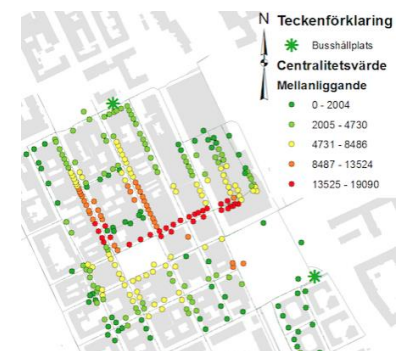 N
Teckenförklaring
Busshållplats
Centralitetsvärde
Mellanliggande
0 - 2004
2005 - 4730
4731 - 8486
8487 - 13524
13525 - 19090